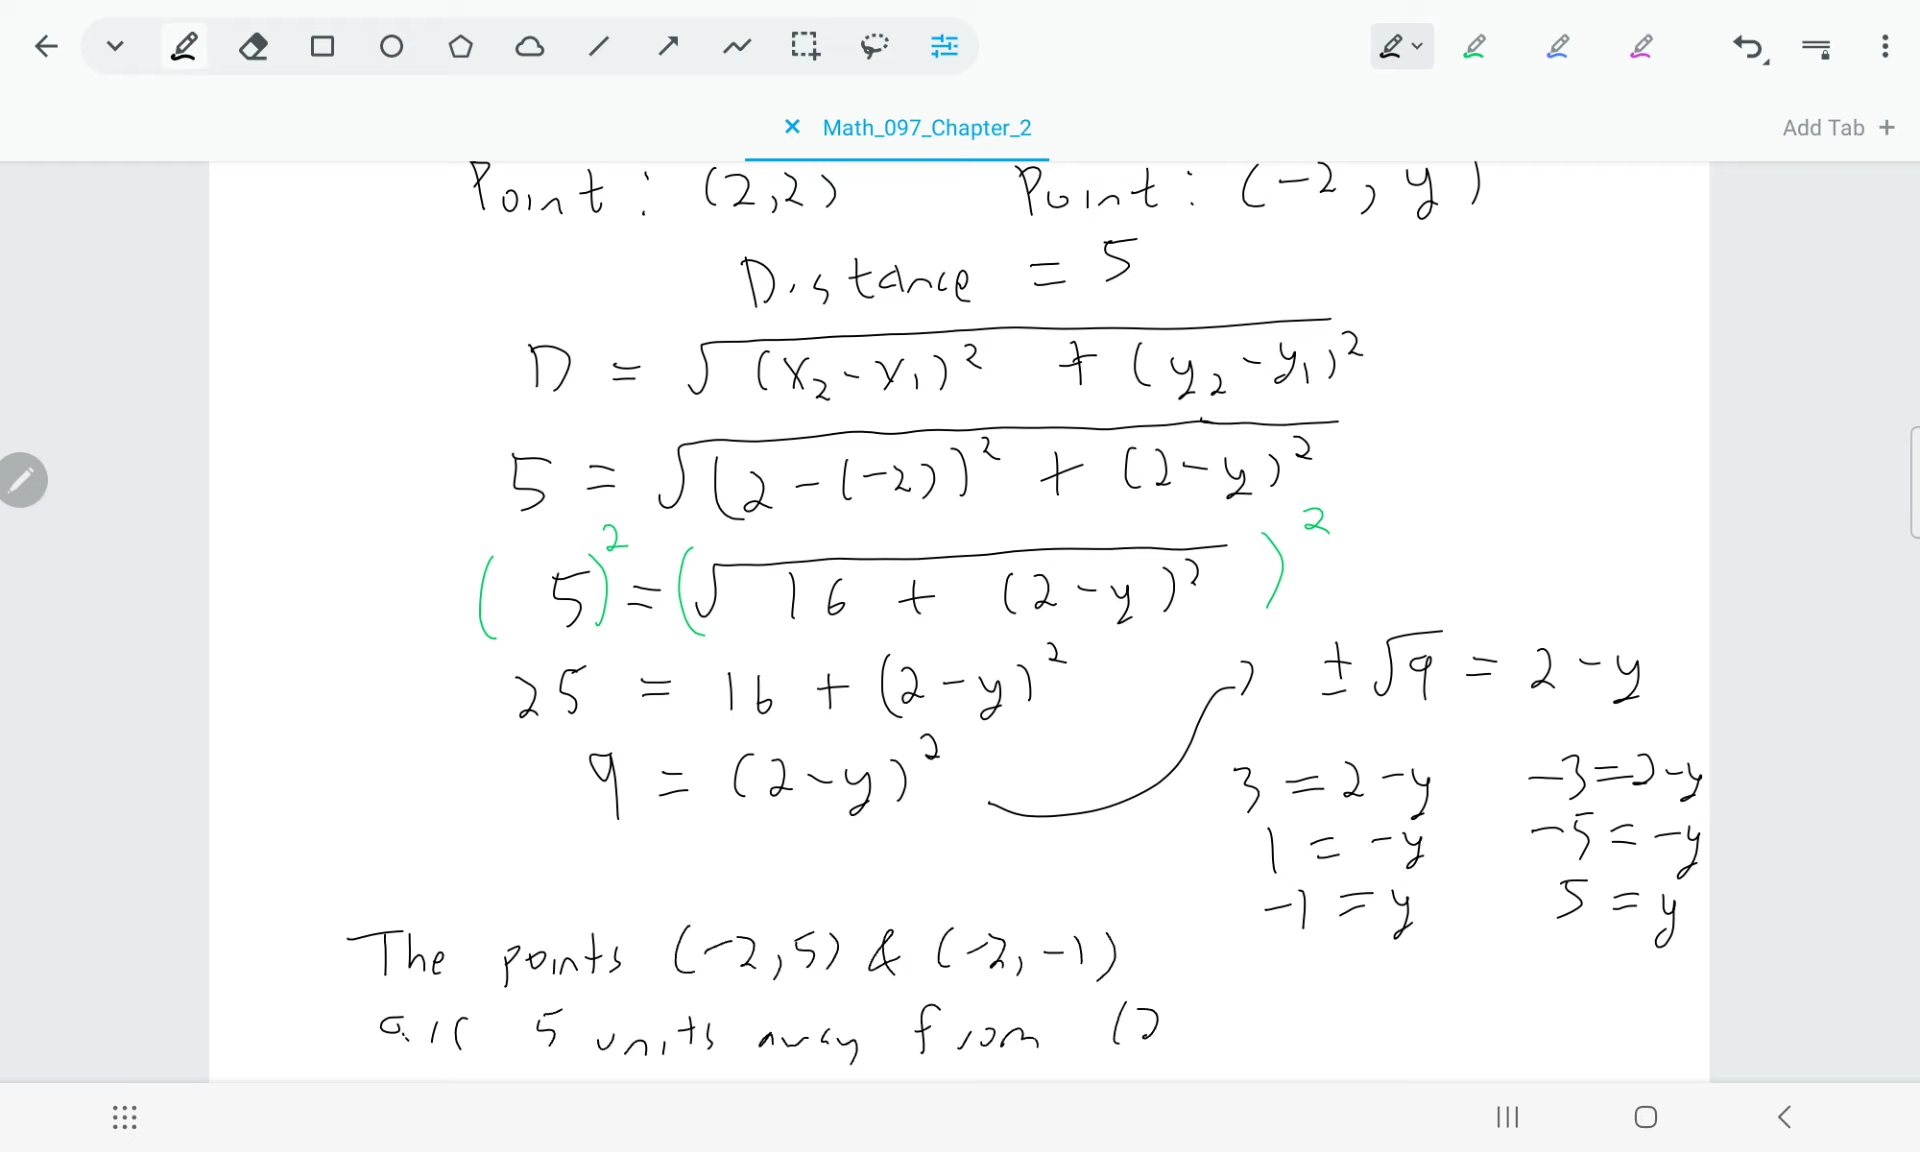 Math_097_Chapter_2
Add Tab +
Point: (2,2) Point: (-2, y)
Distance = 5
D = √((x₂-x₁)² + (y₂-y₁)²)
5 = √((2-(-2))² + (2-y)²)
(5)² = (√(16 + (2-y)²))²
25 = 16 + (2-y)²
9 = (2-y)²
±√9 = 2-y
3 = 2-y
1 = -y
-1 = y
-3=2-y
-5 = -y
5 = y
The points (-2,5) & (-2,-1)
are 5 units away from (2